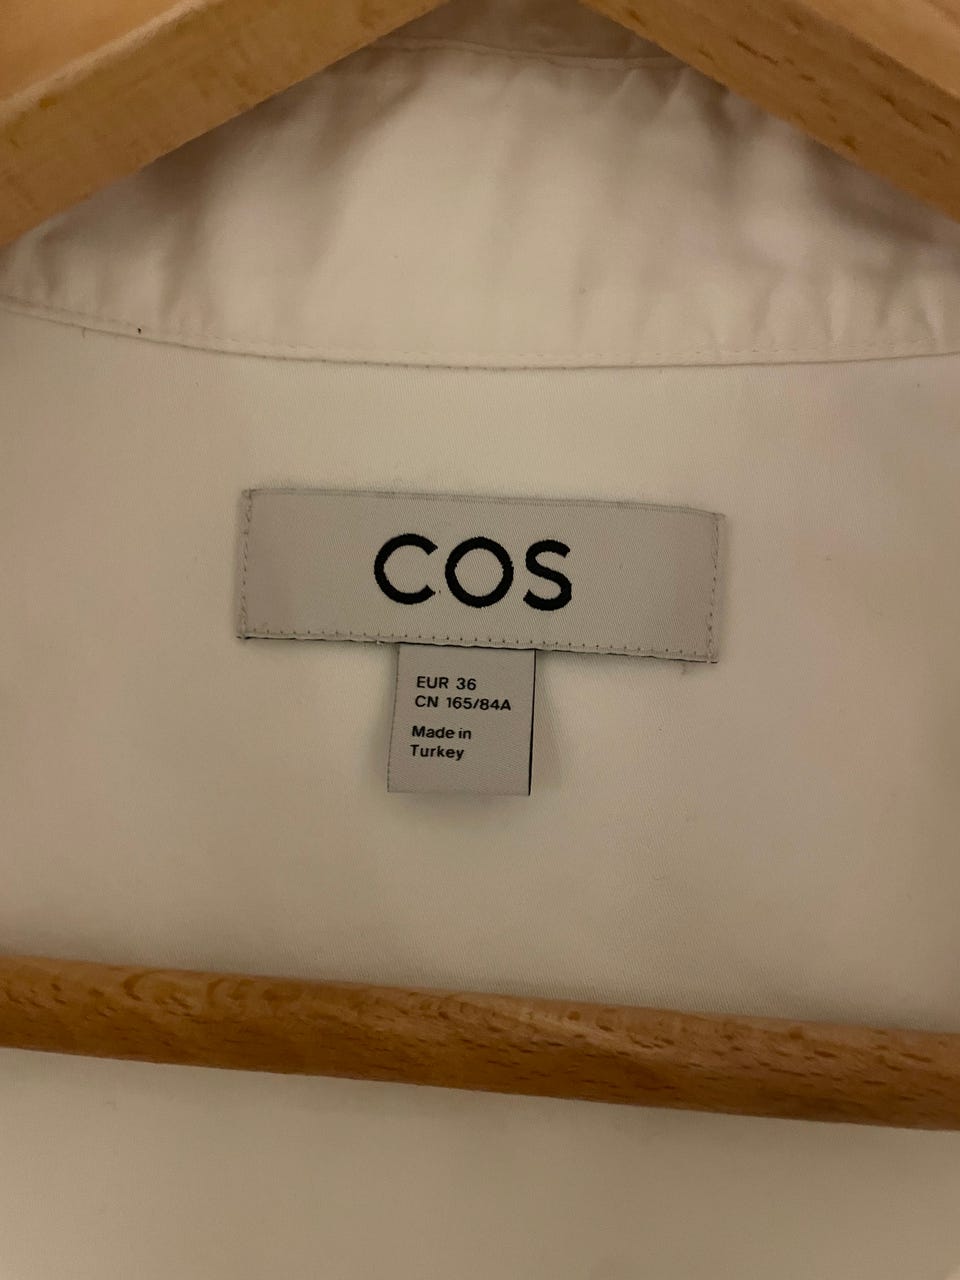 COS
EUR 36
CN 165/84A
Made in
Turkey